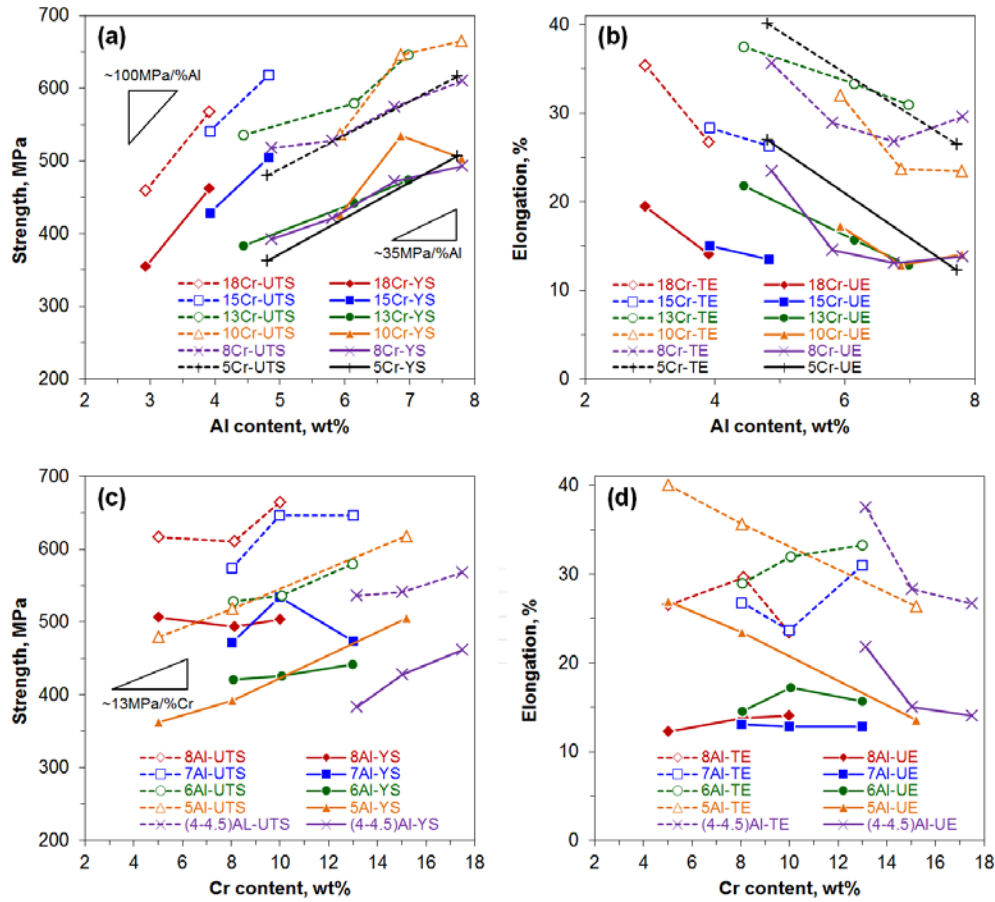 (a)
700
600
500
400
300
200
Strength, MPa
~100MPa/%Al
~35MPa/%Al
18Cr-UTS 18Cr-YS
15Cr-UTS 15Cr-YS
13Cr-UTS 13Cr-YS
10Cr-UTS 10Cr-YS
8Cr-UTS 8Cr-YS
5Cr-UTS 5Cr-YS
2 3 4 5 6 7 8
Al content, wt%
(b)
40%
30%
20%
10%
0%
Elongation, %
18Cr-TE 18Cr-UE
15Cr-TE 15Cr-UE
13Cr-TE 13Cr-UE
10Cr-TE 10Cr-UE
8Cr-TE 8Cr-UE
5Cr-TE 5Cr-UE
2 4 6 8
Al content, wt%
(c)
700
600
500
400
300
200
Strength, MPa
~13MPa/%Cr
8Al-UTS 8Al-YS
7Al-UTS 7Al-YS
6Al-UTS 6Al-YS
5Al-UTS 5Al-YS
(4-4.5)AL-UTS (4-4.5)Al-YS
2 4 6 8 10 12 14 16 18
Cr content, wt%
(d)
40
30
20
10
0
Elongation, %
8Al-TE 8Al-UE
7Al-TE 7Al-UE
6Al-TE 6Al-UE
5Al-TE 5Al-UE
(4-4.5)Al-TE (4-4.5)Al-UE
2 4 6 8 10 12 14 16 18
Cr content, wt%